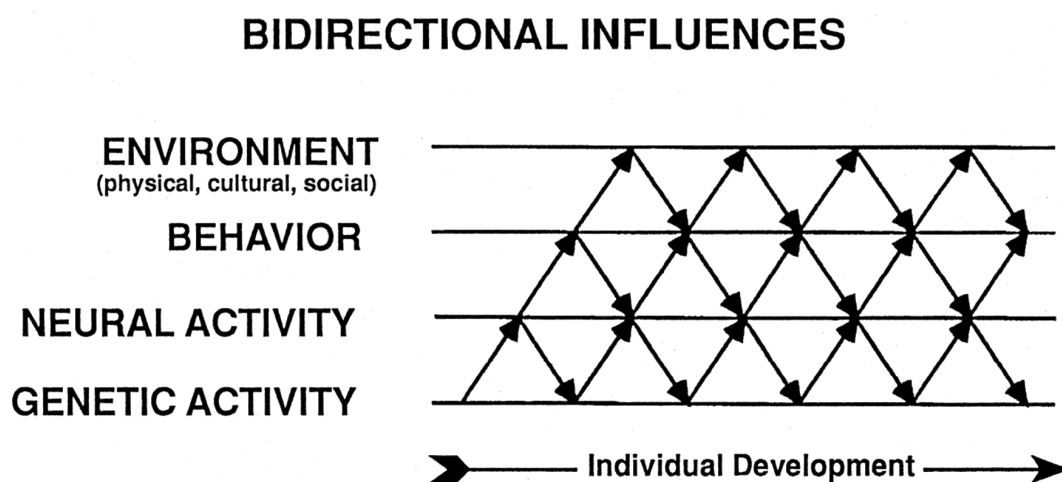 BIDIRECTIONAL INFLUENCES
ENVIRONMENT
(physical, cultural, social)
BEHAVIOR
NEURAL ACTIVITY
GENETIC ACTIVITY
Individual Development